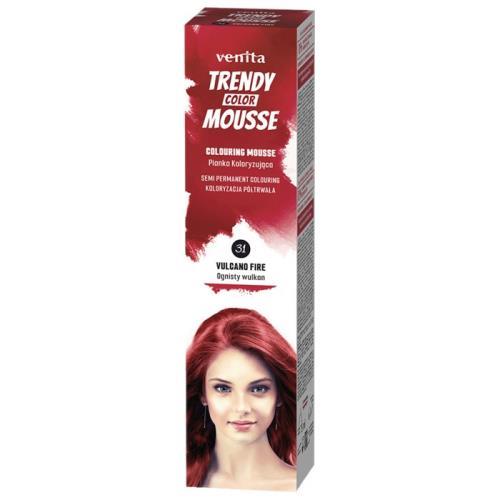 venita
TRENDY
COLOR
MOUSSE
COLOURING MOUSSE
Pianka Koloryzująca
SEMI PERMANENT COLOURING
KOLORYZACJA PÓŁTRWAŁA
31
VULCANO FIRE
Ognisty wulkan